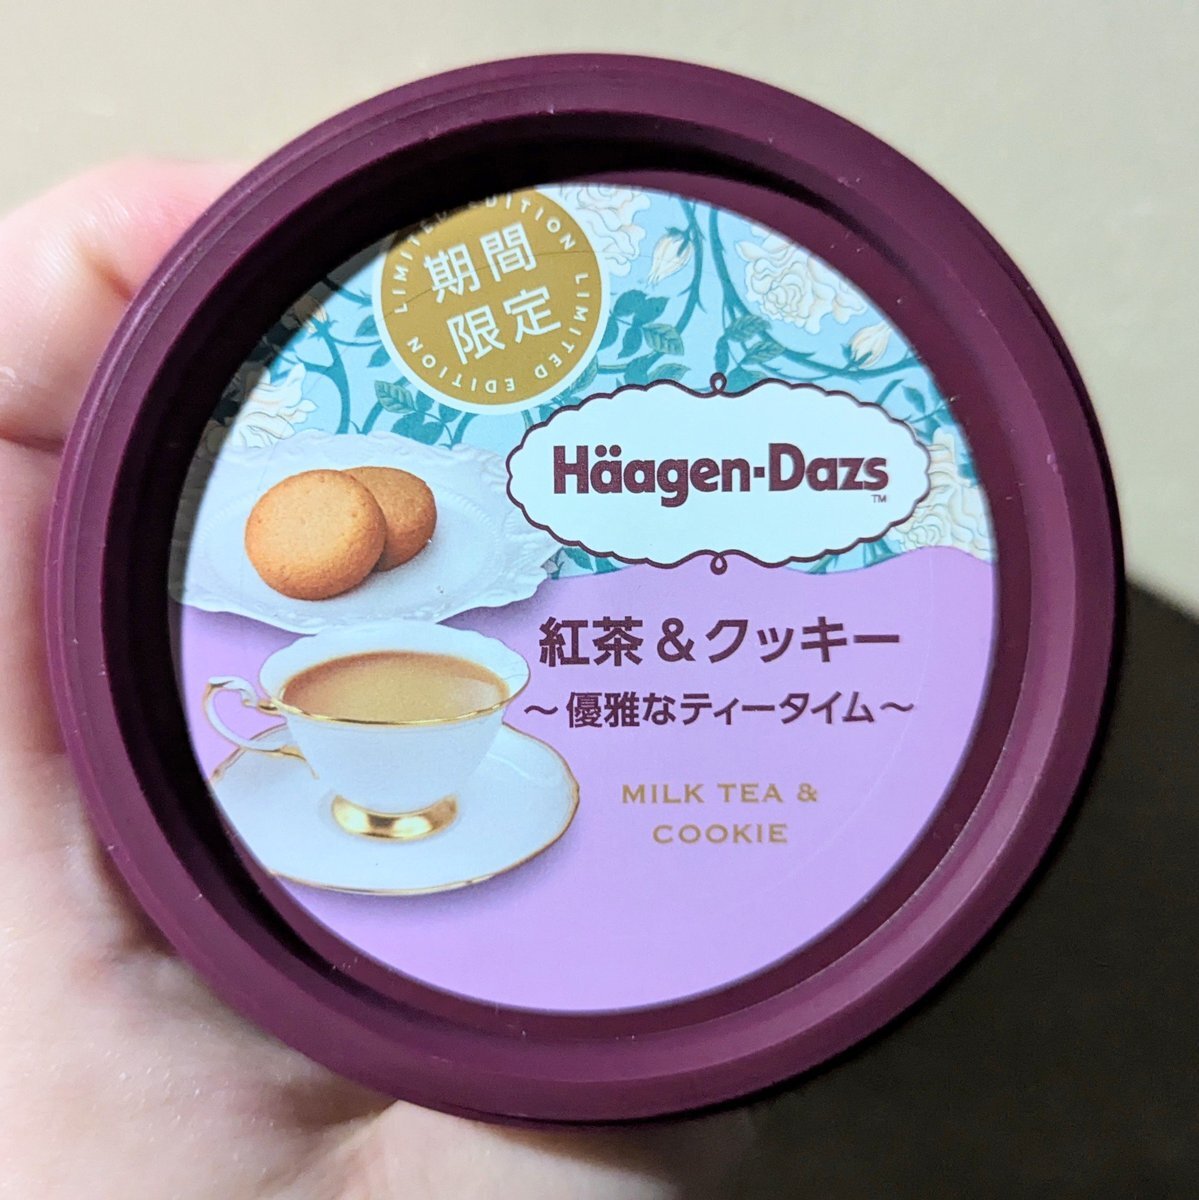 期間
限定
LIMITED EDITION LIMITED EDITION
Häagen-Dazs
TM
紅茶&クッキー
～優雅なティータイム～
MILK TEA &
COOKIE